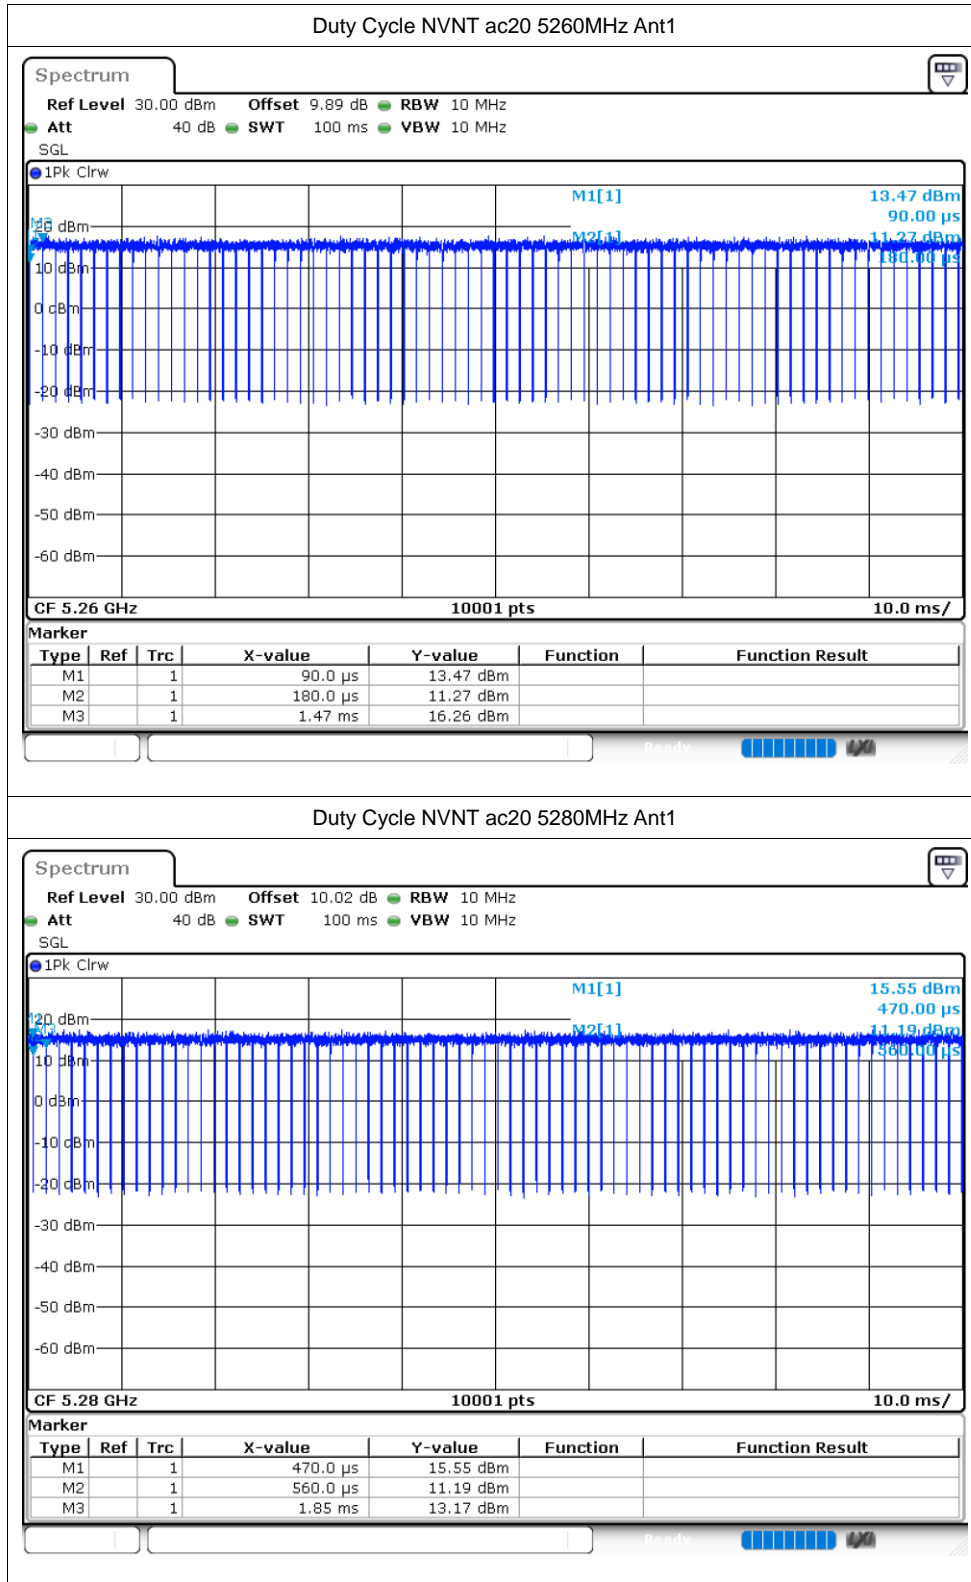 Duty Cycle NVNT ac20 5260MHz Ant1
Spectrum
Ref Level 30.00 dBm Offset 9.89 dB RBW 10 MHz
Att 40 dB SWT 100 ms VBW 10 MHz
SGL
1Pk Clrw
M1[1] 13.47 dBm
90.00 µs
M2[1] 11.27 dBm
180.00 µs
20 dBm
10 dBm
0 dBm
-10 dBm
-20 dBm
-30 dBm
-40 dBm
-50 dBm
-60 dBm
CF 5.26 GHz 10001 pts 10.0 ms/
Marker
Type Ref Trc X-value Y-value Function Function Result
M1 1 90.0 µs 13.47 dBm
M2 1 180.0 µs 11.27 dBm
M3 1 1.47 ms 16.26 dBm
Ready LXI
Duty Cycle NVNT ac20 5280MHz Ant1
Spectrum
Ref Level 30.00 dBm Offset 10.02 dB RBW 10 MHz
Att 40 dB SWT 100 ms VBW 10 MHz
SGL
1Pk Clrw
M1[1] 15.55 dBm
470.00 µs
M2[1] 11.19 dBm
560.00 µs
20 dBm
M3
10 dBm
0 dBm
-10 dBm
-20 dBm
-30 dBm
-40 dBm
-50 dBm
-60 dBm
CF 5.28 GHz 10001 pts 10.0 ms/
Marker
Type Ref Trc X-value Y-value Function Function Result
M1 1 470.0 µs 15.55 dBm
M2 1 560.0 µs 11.19 dBm
M3 1 1.85 ms 13.17 dBm
Ready LXI